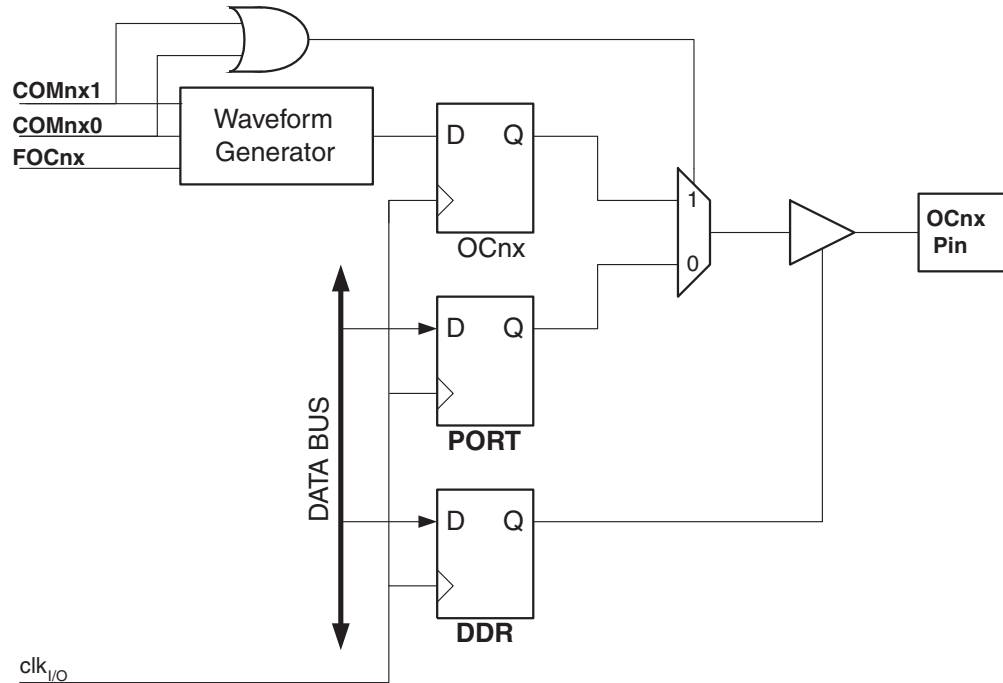 COMnx1
COMnx0
FOCnx
Waveform
Generator
D Q
OCnx
1
0
OCnx
Pin
DATA BUS
D Q
PORT
D Q
DDR
clkI/O